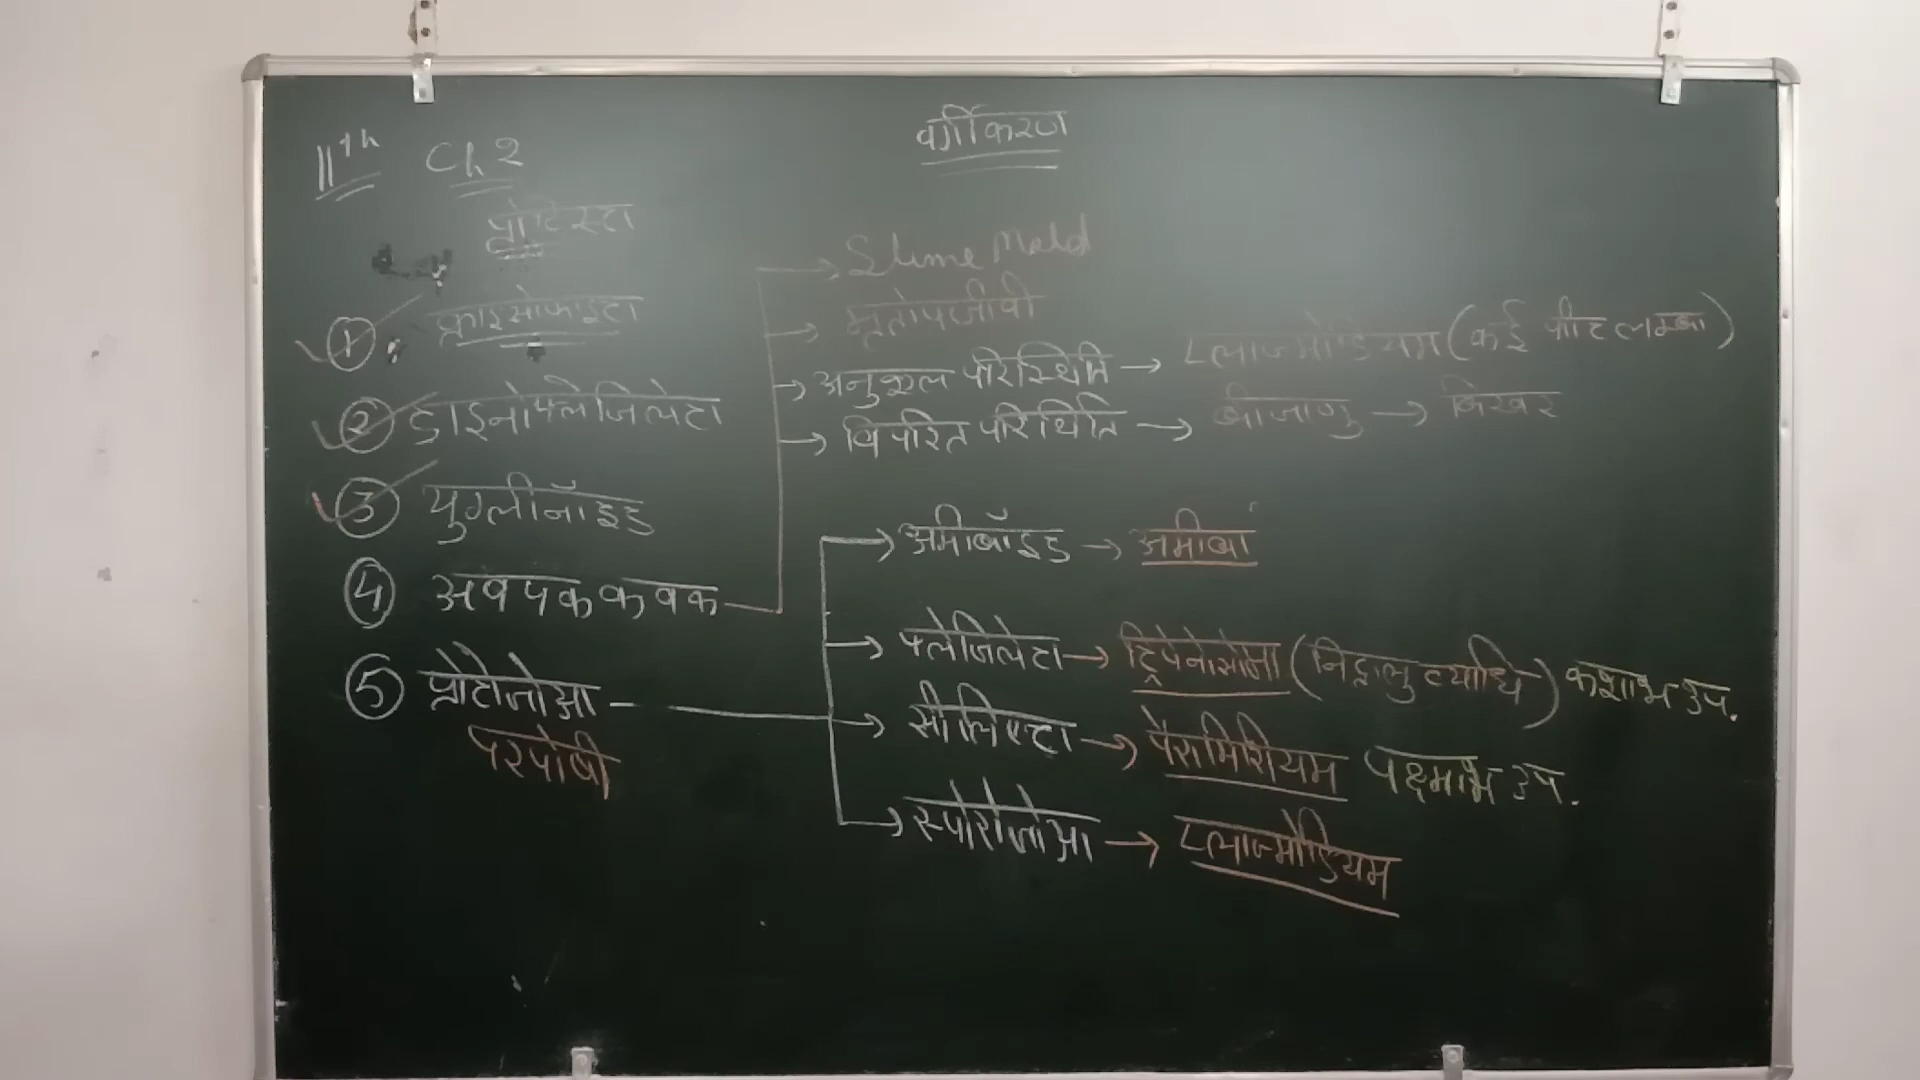 वर्गीकरण
11th Ch 2
प्रोटिस्टा
① क्राइसोफाइटा
② डाइनोफ्लेजिलेटा
③ युग्लीनॉइड
④ अवपंककवक
→ Slime Mold
→ मृतोपजीवी
→ अनुकूल परिस्थिति → प्लाज्मोडियम (कई फीट लम्बा)
→ विपरित परिथिति → बीजाणु → बिखर
⑤ प्रोटोजोआ
परपोषी
→ अमीबॉइड → अमीबा
→ फ्लेजिलेटा → ट्रिपेनोसोमा (निद्रालु व्याधि) कशाभ उप.
→ सीलिएटा → पैरामिशियम पक्ष्माभ उप.
→ स्पोरोजोआ → प्लाज्मोडियम